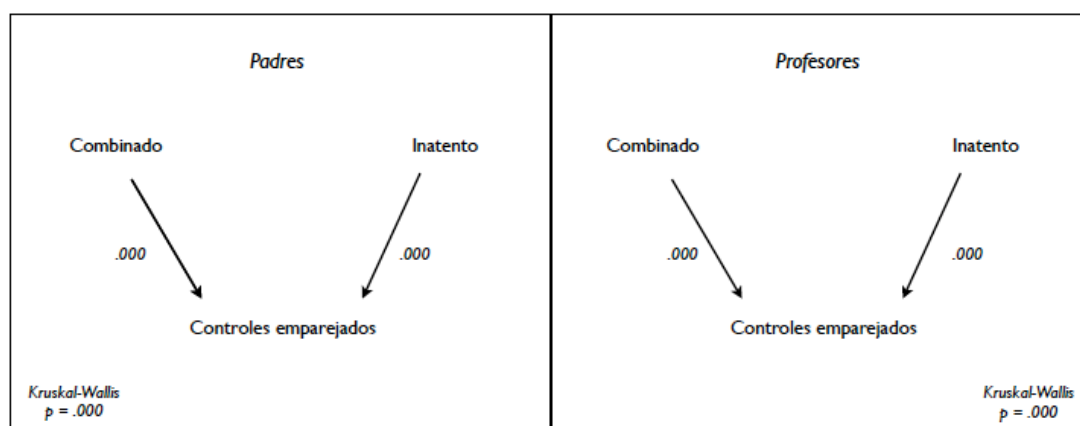 Padres
Combinado
Inatento
.000
.000
Controles emparejados
Kruskal-Wallis
p = .000
Profesores
Combinado
Inatento
.000
.000
Controles emparejados
Kruskal-Wallis
p = .000